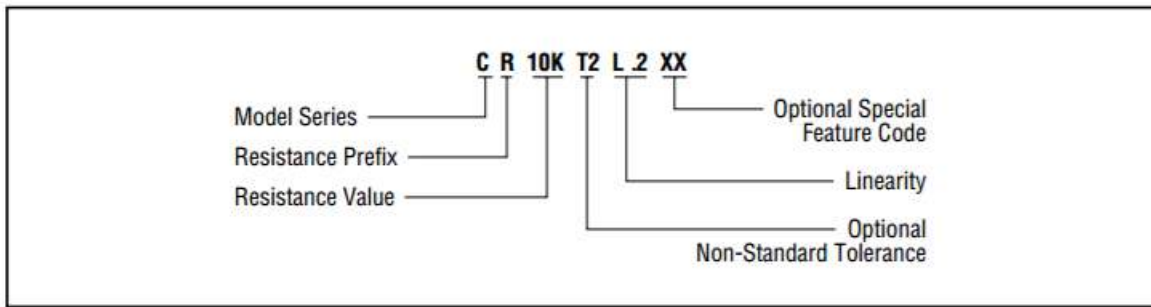 C R 10K T2 L .2 XX
Model Series
Resistance Prefix
Resistance Value
Optional Special
Feature Code
Linearity
Optional
Non-Standard Tolerance